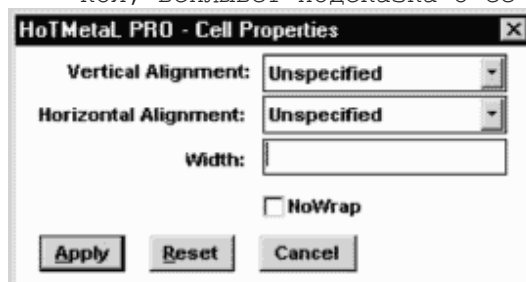 HoTMetaL PRO - Cell Properties
Vertical Alignment: Unspecified
Horizontal Alignment: Unspecified
Width:
NoWrap
Apply Reset Cancel